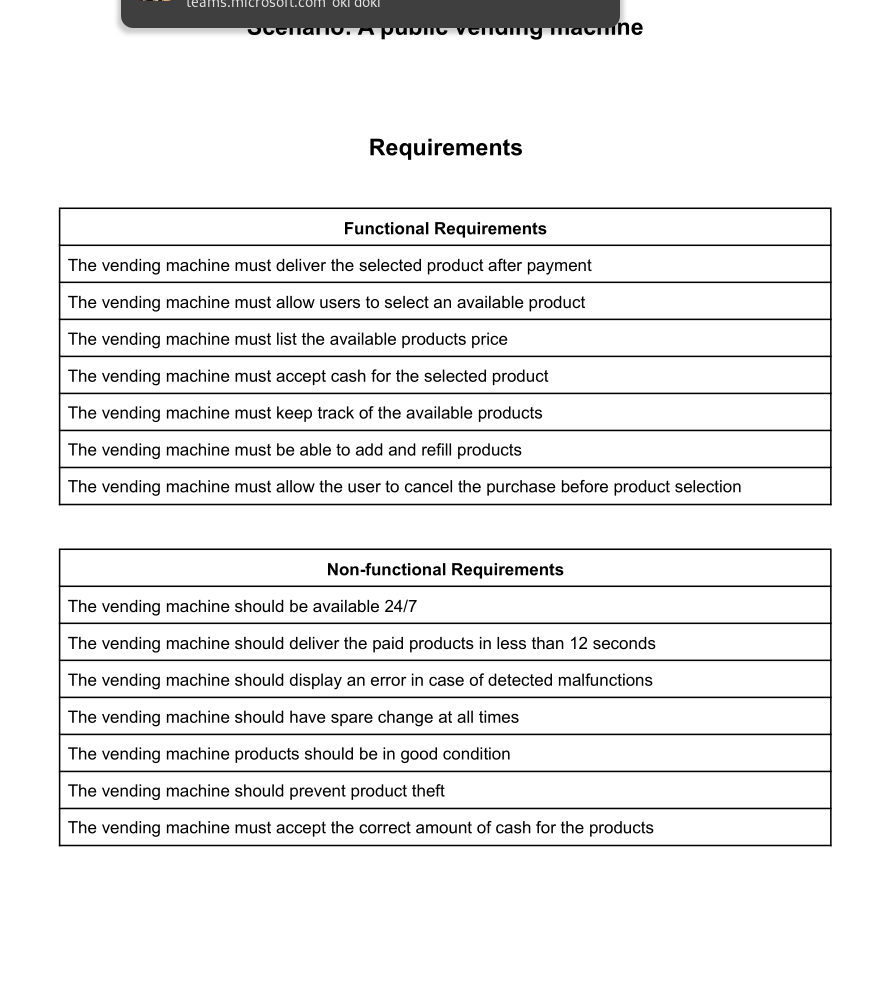 teams.microsoft.com oki doki
Scenario: A public vending machine
Requirements
Functional Requirements
The vending machine must deliver the selected product after payment
The vending machine must allow users to select an available product
The vending machine must list the available products price
The vending machine must accept cash for the selected product
The vending machine must keep track of the available products
The vending machine must be able to add and refill products
The vending machine must allow the user to cancel the purchase before product selection
Non-functional Requirements
The vending machine should be available 24/7
The vending machine should deliver the paid products in less than 12 seconds
The vending machine should display an error in case of detected malfunctions
The vending machine should have spare change at all times
The vending machine products should be in good condition
The vending machine should prevent product theft
The vending machine must accept the correct amount of cash for the products